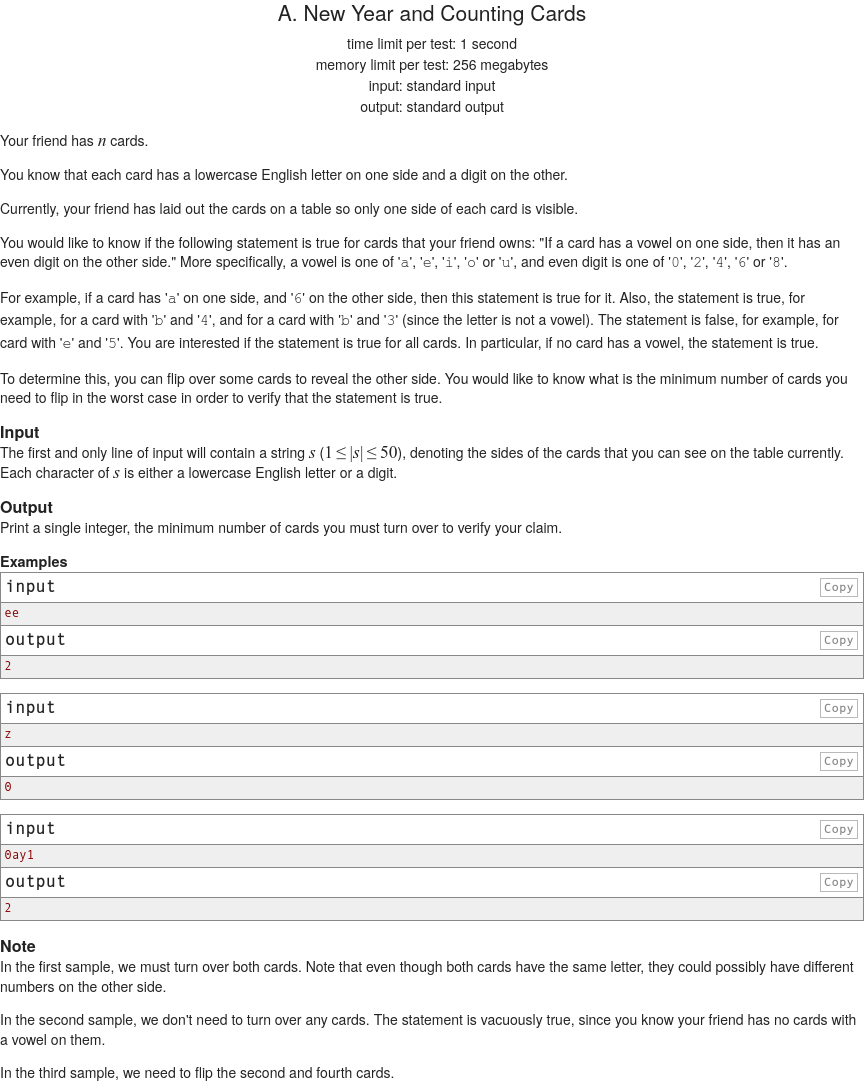 A. New Year and Counting Cards
time limit per test: 1 second
memory limit per test: 256 megabytes
input: standard input
output: standard output
Your friend has n cards.
You know that each card has a lowercase English letter on one side and a digit on the other.
Currently, your friend has laid out the cards on a table so only one side of each card is visible.
You would like to know if the following statement is true for cards that your friend owns: "If a card has a vowel on one side, then it has an
even digit on the other side." More specifically, a vowel is one of 'a', 'e', 'i', 'o' or 'u', and even digit is one of '0', '2', '4', '6' or '8'.
For example, if a card has 'a' on one side, and '6' on the other side, then this statement is true for it. Also, the statement is true, for
example, for a card with 'b' and '4', and for a card with 'b' and '3' (since the letter is not a vowel). The statement is false, for example, for
card with 'e' and '5'. You are interested if the statement is true for all cards. In particular, if no card has a vowel, the statement is true.
To determine this, you can flip over some cards to reveal the other side. You would like to know what is the minimum number of cards you
need to flip in the worst case in order to verify that the statement is true.
Input
The first and only line of input will contain a string s (1 ≤ |s| ≤ 50), denoting the sides of the cards that you can see on the table currently.
Each character of s is either a lowercase English letter or a digit.
Output
Print a single integer, the minimum number of cards you must turn over to verify your claim.
Examples
input Copy
ee
output Copy
2
input Copy
z
output Copy
0
input Copy
0ay1
output Copy
2
Note
In the first sample, we must turn over both cards. Note that even though both cards have the same letter, they could possibly have different
numbers on the other side.
In the second sample, we don't need to turn over any cards. The statement is vacuously true, since you know your friend has no cards with
a vowel on them.
In the third sample, we need to flip the second and fourth cards.